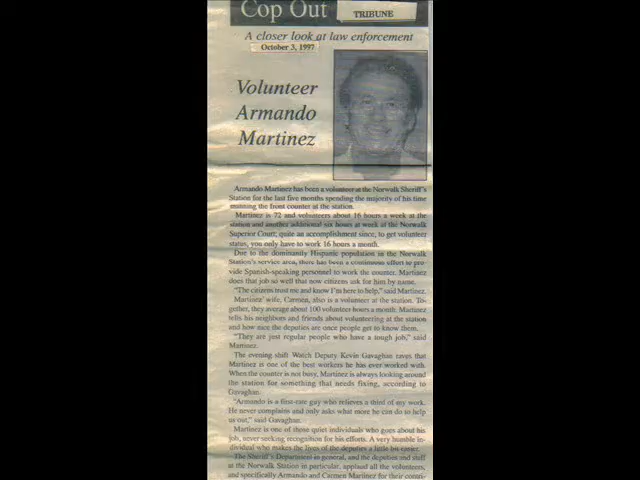 Cop Out
TRIBUNE
A closer look at law enforcement
October 3, 1997
Volunteer
Armando
Martinez
Armando Martinez has been a volunteer at the Norwalk Sheriff's
Station for the last five months spending the majority of his time
manning the front counter at the station.
Martinez is 72 and volunteers about 16 hours a week at the
station and another additional six hours at week at the Norwalk
Superior Court; quite an accomplishment since, to get volunteer
status, you only have to work 16 hours a month.
Due to the dominantly Hispanic population in the Norwalk
Station's service area, there has been a continuous effort to pro-
vide Spanish-speaking personnel to work the counter. Martinez
does that job so well that now citizens ask for him by name.
"The citizens trust me and know I'm here to help," said Martinez.
Martinez' wife, Carmen, also is a volunteer at the station. To-
gether, they average about 100 volunteer hours a month. Martinez
tells his neighbors and friends about volunteering at the station
and how nice the deputies are once people get to know them.
"They are just regular people who have a tough job," said
Martinez.
The evening shift Watch Deputy Kevin Gavaghan raves that
Martinez is one of the best workers he has ever worked with.
When the counter is not busy, Martinez is always looking around
the station for something that needs fixing, according to
Gavaghan.
"Armando is a first-rate guy who relieves a third of my work.
He never complains and only asks what more he can do to help
us out," said Gavaghan.
Martinez is one of those quiet individuals who goes about his
job, never seeking recognition for his efforts. A very humble in-
dividual who makes the lives of the deputies a little bit easier.
The Sheriff's Department in general, and the deputies and staff
at the Norwalk Station in particular, applaud all the volunteers,
and specifically Armando and Carmen Martinez for their conti-